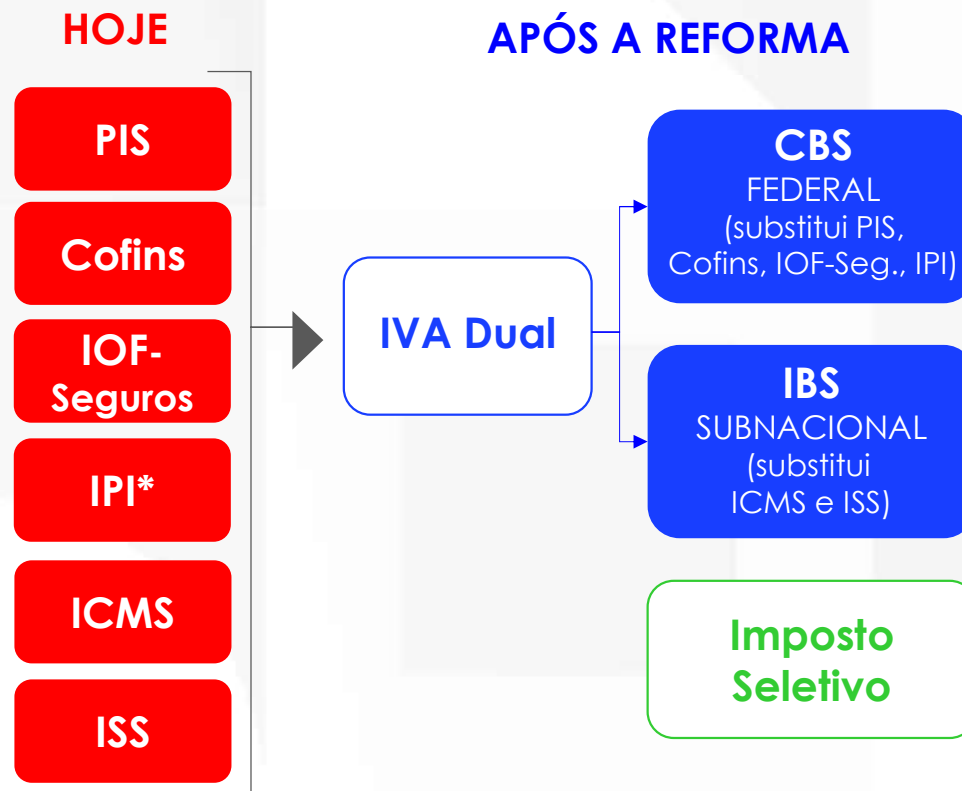 HOJE
PIS
Cofins
IOF-
Seguros
IPI*
ICMS
ISS
APÓS A REFORMA
IVA Dual
CBS
FEDERAL
(substitui PIS,
Cofins, IOF-Seg., IPI)
IBS
SUBNACIONAL
(substitui
ICMS e ISS)
Imposto
Seletivo